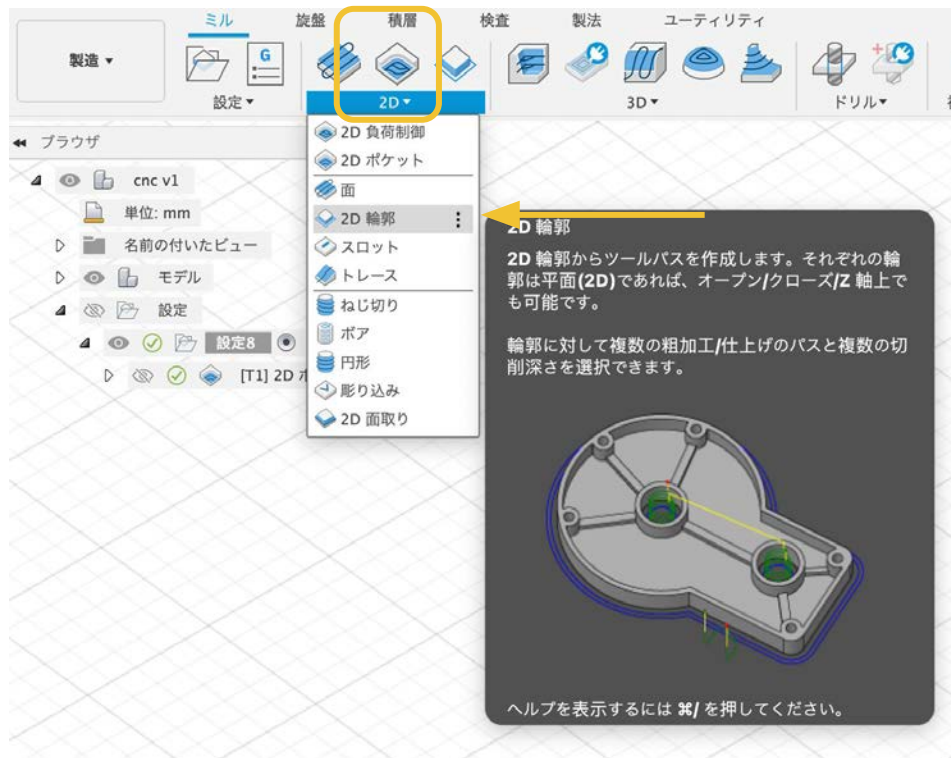 ミル 旋盤 積層 検査 製法 ユーティリティ
製造
G
設定 2D 3D ドリル
ブラウザ
cnc v1
単位: mm
名前の付いたビュー
モデル
設定
設定8
[T1] 2D
2D 負荷制御
2D ポケット
面
2D 輪郭
スロット
トレース
ねじ切り
ボア
円形
彫り込み
2D 面取り
2D 輪郭
2D 輪郭からツールパスを作成します。それぞれの輪
郭は平面(2D)であれば、オープン/クローズ/Z 軸上で
も可能です。
輪郭に対して複数の粗加工/仕上げのパスと複数の切
削深さを選択できます。
ヘルプを表示するには ⌘/ を押してください。